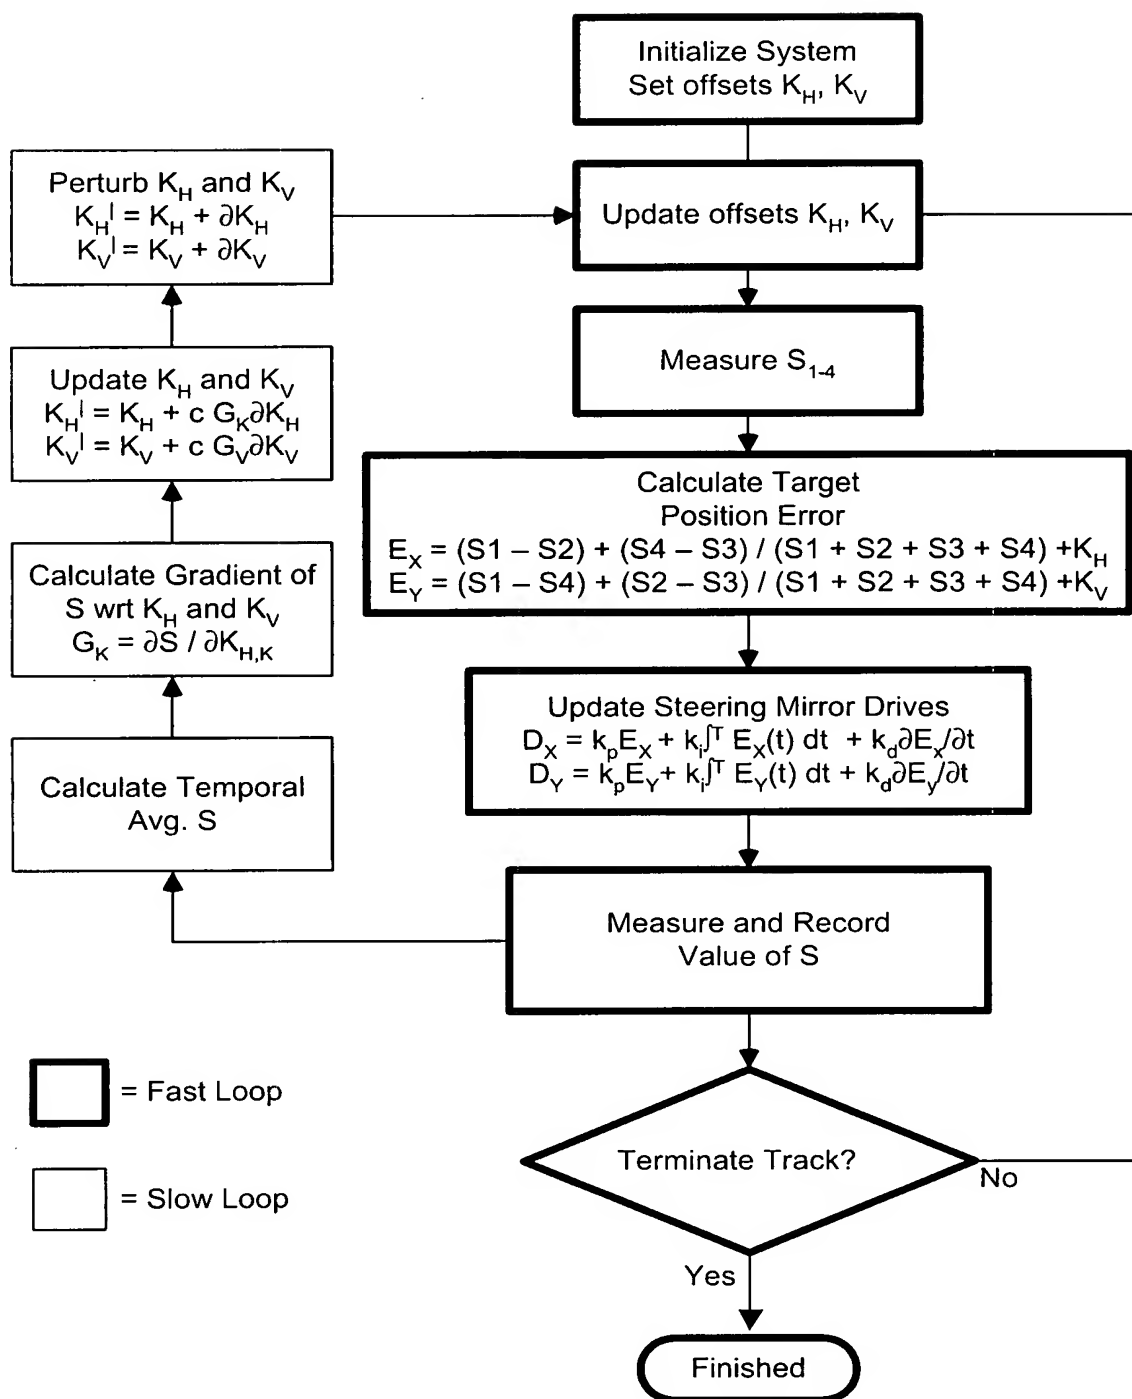 Initialize System
Set offsets K_H, K_V
Update offsets K_H, K_V
Measure S_1-4
Calculate Target
Position Error
E_X = (S1 – S2) + (S4 – S3) / (S1 + S2 + S3 + S4) +K_H
E_Y = (S1 – S4) + (S2 – S3) / (S1 + S2 + S3 + S4) +K_V
Update Steering Mirror Drives
D_X = k_p E_X + k_i ∫^T E_X(t) dt + k_d ∂E_x/∂t
D_Y = k_p E_Y + k_i ∫^T E_Y(t) dt + k_d ∂E_y/∂t
Measure and Record
Value of S
Terminate Track?
No
Yes
Finished
Calculate Temporal
Avg. S
Calculate Gradient of
S wrt K_H and K_V
G_K = ∂S / ∂K_H,K
Update K_H and K_V
K_H^| = K_H + c G_K ∂K_H
K_V^| = K_V + c G_V ∂K_V
Perturb K_H and K_V
K_H^| = K_H + ∂K_H
K_V^| = K_V + ∂K_V
= Fast Loop
= Slow Loop